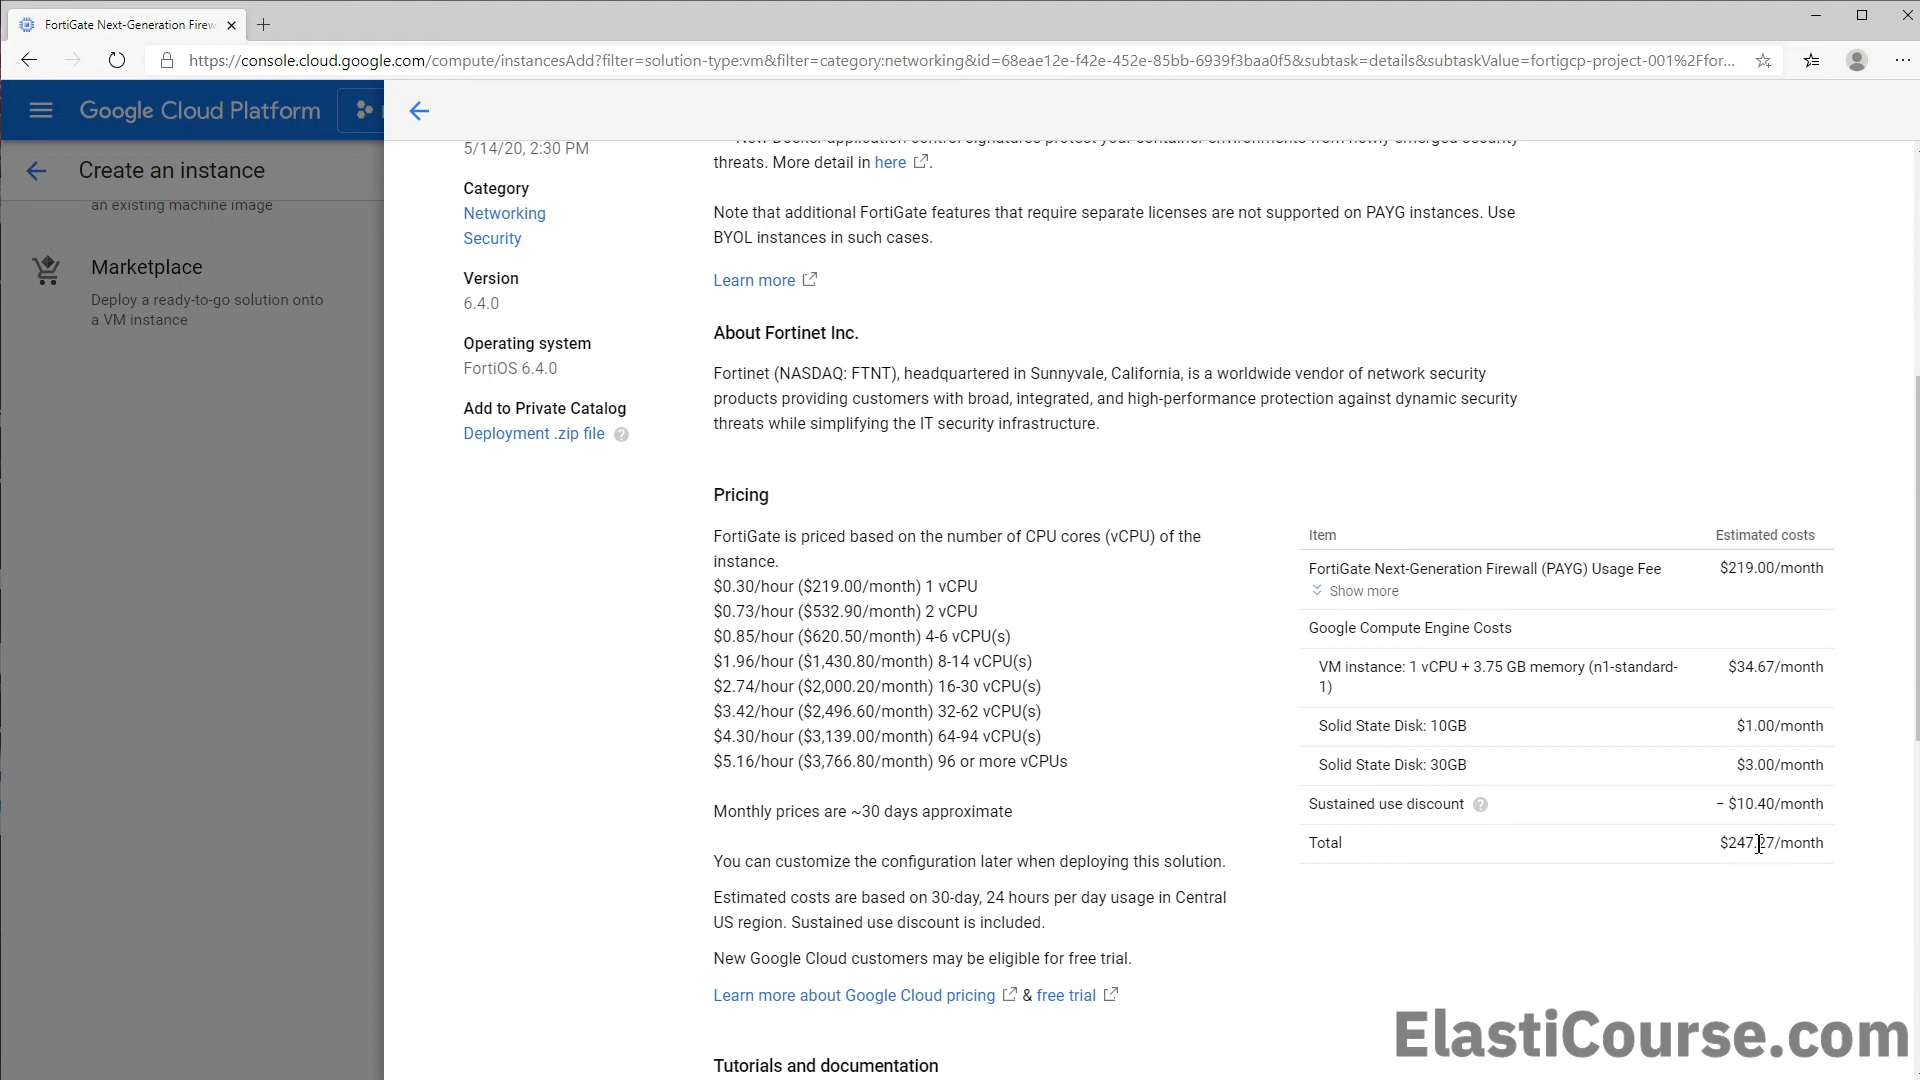 FortiGate Next-Generation Firew
https://console.cloud.google.com/compute/instancesAdd?filter=solution-type:vm&filter=category:networking&id=68eae12e-f42e-452e-85bb-6939f3baa0f5&subtask=details&subtaskValue=fortigcp-project-001%2Ffor...
Google Cloud Platform
Create an instance
an existing machine image
Marketplace
Deploy a ready-to-go solution onto
a VM instance
5/14/20, 2:30 PM
Category
Networking
Security
Version
6.4.0
Operating system
FortiOS 6.4.0
Add to Private Catalog
Deployment .zip file
New Docker application control signatures protect your container environments from newly emerged security
threats. More detail in here.
Note that additional FortiGate features that require separate licenses are not supported on PAYG instances. Use
BYOL instances in such cases.
Learn more
About Fortinet Inc.
Fortinet (NASDAQ: FTNT), headquartered in Sunnyvale, California, is a worldwide vendor of network security
products providing customers with broad, integrated, and high-performance protection against dynamic security
threats while simplifying the IT security infrastructure.
Pricing
FortiGate is priced based on the number of CPU cores (vCPU) of the
instance.
$0.30/hour ($219.00/month) 1 vCPU
$0.73/hour ($532.90/month) 2 vCPU
$0.85/hour ($620.50/month) 4-6 vCPU(s)
$1.96/hour ($1,430.80/month) 8-14 vCPU(s)
$2.74/hour ($2,000.20/month) 16-30 vCPU(s)
$3.42/hour ($2,496.60/month) 32-62 vCPU(s)
$4.30/hour ($3,139.00/month) 64-94 vCPU(s)
$5.16/hour ($3,766.80/month) 96 or more vCPUs
Monthly prices are ~30 days approximate
You can customize the configuration later when deploying this solution.
Estimated costs are based on 30-day, 24 hours per day usage in Central
US region. Sustained use discount is included.
New Google Cloud customers may be eligible for free trial.
Learn more about Google Cloud pricing & free trial
Item Estimated costs
FortiGate Next-Generation Firewall (PAYG) Usage Fee $219.00/month
Show more
Google Compute Engine Costs
VM instance: 1 vCPU + 3.75 GB memory (n1-standard- $34.67/month
1)
Solid State Disk: 10GB $1.00/month
Solid State Disk: 30GB $3.00/month
Sustained use discount − $10.40/month
Total $247.27/month
Tutorials and documentation
ElastiCourse.com